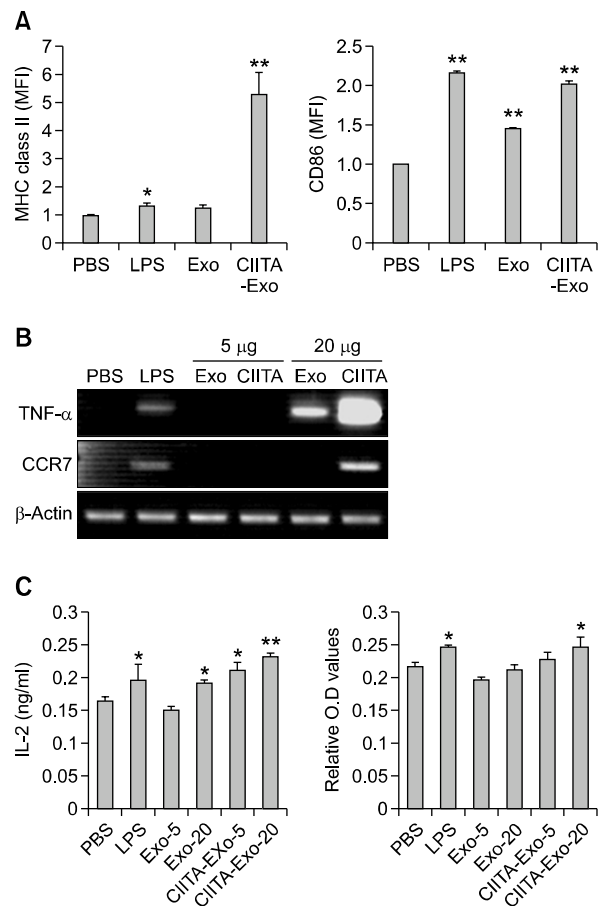 A
MHC class II (MFI)
7
6
5
4
3
2
1
0
*
**
PBS
LPS
Exo
CIITA
-Exo
CD86 (MFI)
2.5
2.0
1.5
1.0
0.5
0
**
**
**
PBS
LPS
Exo
CIITA
-Exo
B
5 μg 20 μg
PBS LPS Exo CIITA Exo CIITA
TNF-α
CCR7
β-Actin
C
IL-2 (ng/ml)
0.3
0.25
0.2
0.15
0.1
0.05
0
*
*
*
**
PBS
LPS
Exo-5
Exo-20
CIITA-EXo-5
CIITA-Exo-20
Relative O.D values
0.3
0.25
0.2
0.15
0.1
0.05
0
*
*
PBS
LPS
Exo-5
Exo-20
CIITA-Exo-5
CIITA-Exo-20